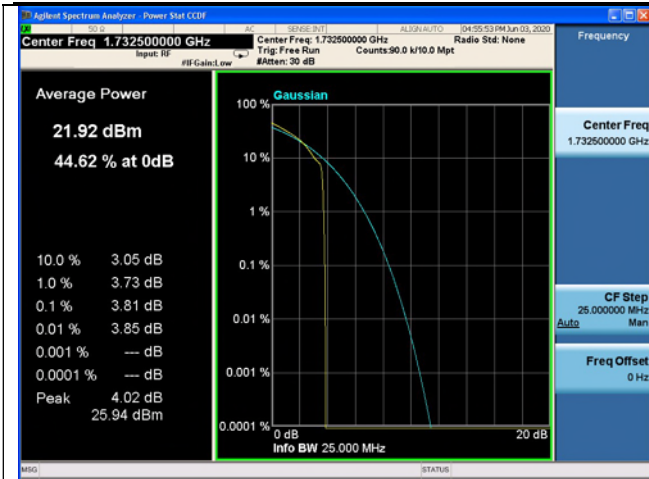 Agilent Spectrum Analyzer - Power Stat CCDF
50 Ω AC SENSE:INT ALIGN AUTO 04:55:53 PM Jun 03, 2020
Center Freq 1.732500000 GHz
Input: RF
#IFGain:Low
Center Freq: 1.732500000 GHz
Radio Std: None
Trig: Free Run
Counts:90.0 k/10.0 Mpt
#Atten: 30 dB
Frequency
Average Power
21.92 dBm
44.62 % at 0dB
10.0 % 3.05 dB
1.0 % 3.73 dB
0.1 % 3.81 dB
0.01 % 3.85 dB
0.001 % --- dB
0.0001 % --- dB
Peak 4.02 dB
25.94 dBm
Gaussian
100 %
10 %
1 %
0.1 %
0.01 %
0.001 %
0.0001 %
0 dB 20 dB
Info BW 25.000 MHz
Center Freq
1.732500000 GHz
CF Step
25.000000 MHz
Auto Man
Freq Offset
0 Hz
MSG STATUS